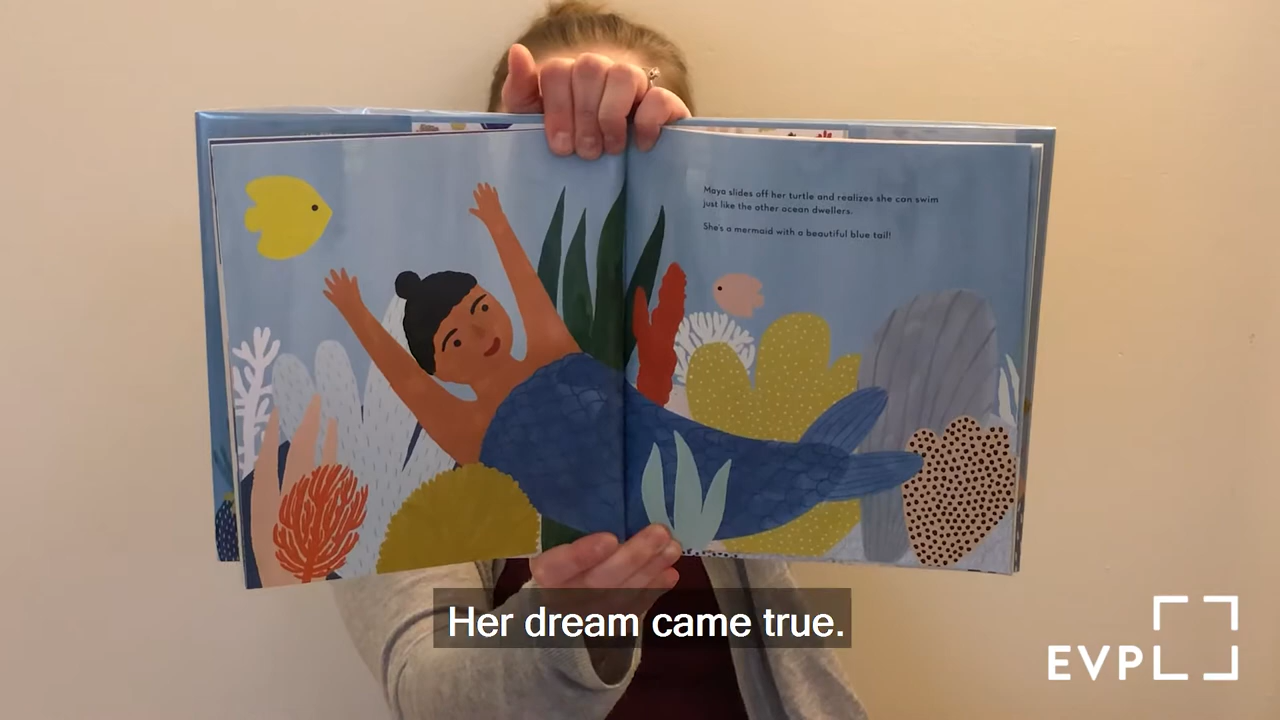 Maya slides off her turtle and realizes she can swim
just like the other ocean dwellers.
She's a mermaid with a beautiful blue tail!
Her dream came true.
EVPL